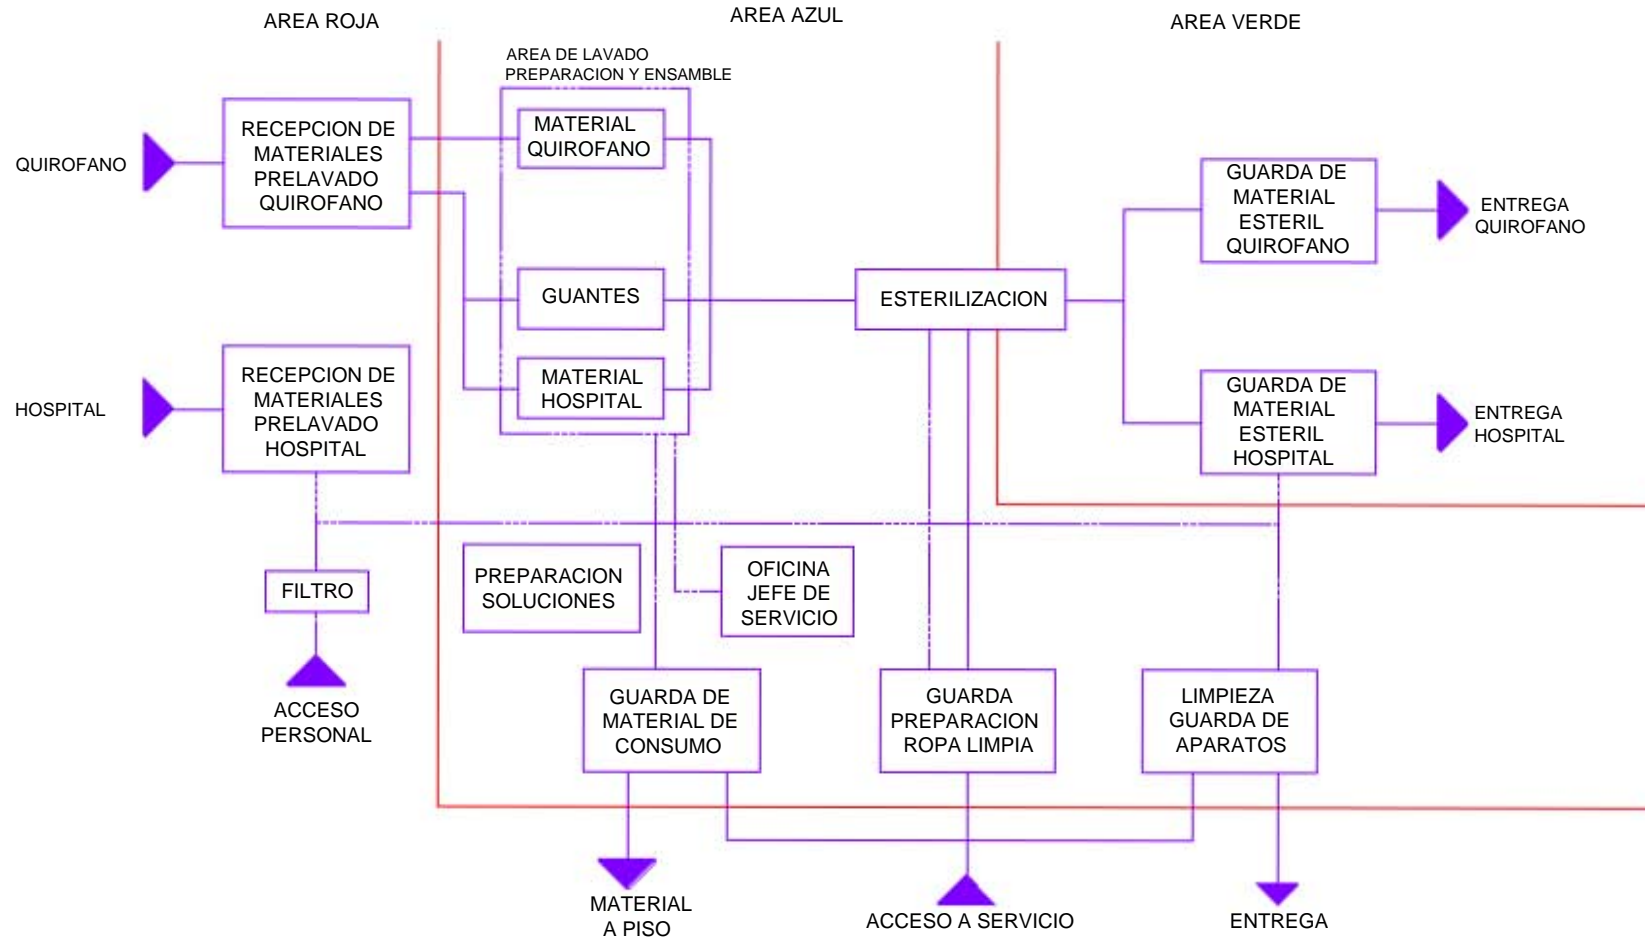 AREA ROJA
AREA AZUL
AREA VERDE
AREA DE LAVADO
PREPARACION Y ENSAMBLE
QUIROFANO
RECEPCION DE
MATERIALES
PRELAVADO
QUIROFANO
MATERIAL
QUIROFANO
GUARDA DE
MATERIAL
ESTERIL
QUIROFANO
ENTREGA
QUIROFANO
GUANTES
ESTERILIZACION
HOSPITAL
RECEPCION DE
MATERIALES
PRELAVADO
HOSPITAL
MATERIAL
HOSPITAL
GUARDA DE
MATERIAL
ESTERIL
HOSPITAL
ENTREGA
HOSPITAL
FILTRO
PREPARACION
SOLUCIONES
OFICINA
JEFE DE
SERVICIO
ACCESO
PERSONAL
GUARDA DE
MATERIAL DE
CONSUMO
GUARDA
PREPARACION
ROPA LIMPIA
LIMPIEZA
GUARDA DE
APARATOS
MATERIAL
A PISO
ACCESO A SERVICIO
ENTREGA